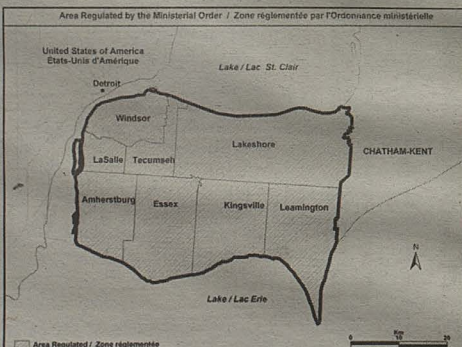 Area Regulated by the Ministerial Order / Zone réglementée par l'Ordonnance ministérielle
United States of America
États-Unis d'Amérique
Lake / Lac St. Clair
Detroit
Windsor
Lakeshore
CHATHAM-KENT
LaSalle
Tecumseh
Amherstburg
Essex
Kingsville
Leamington
N
Lake / Lac Erie
Km
0 10 20
Area Regulated / Zone réglementée